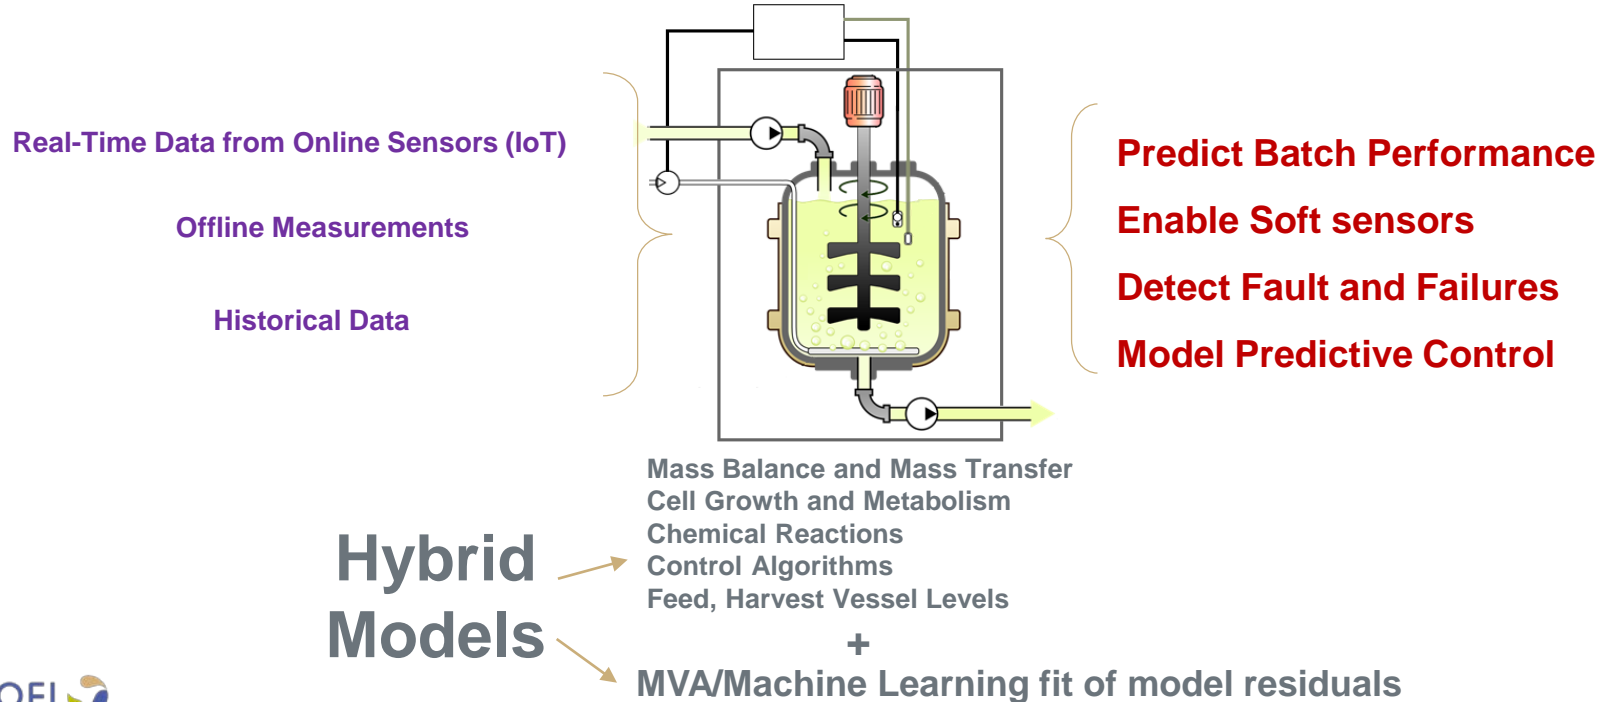 Real-Time Data from Online Sensors (IoT)
Offline Measurements
Historical Data
Predict Batch Performance
Enable Soft sensors
Detect Fault and Failures
Model Predictive Control
Mass Balance and Mass Transfer
Cell Growth and Metabolism
Chemical Reactions
Control Algorithms
Feed, Harvest Vessel Levels
Hybrid
Models
+
MVA/Machine Learning fit of model residuals